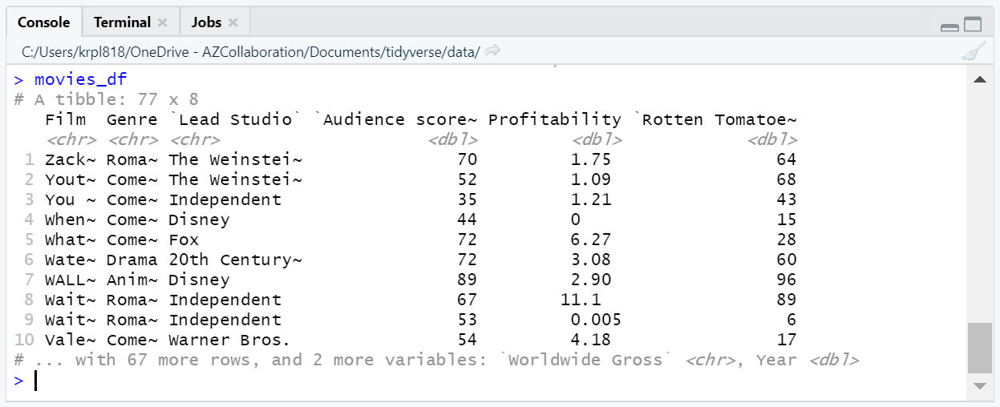 Console Terminal × Jobs ×
C:/Users/krpl818/OneDrive - AZCollaboration/Documents/tidyverse/data/
> movies_df
# A tibble: 77 x 8
   Film  Genre `Lead Studio` `Audience score~ Profitability `Rotten Tomatoe~
   <chr> <chr> <chr>                    <dbl>         <dbl>            <dbl>
 1 Zack~ Roma~ The Weinstei~               70         1.75                64
 2 Yout~ Come~ The Weinstei~               52         1.09                68
 3 You ~ Come~ Independent                 35         1.21                43
 4 When~ Come~ Disney                      44         0                   15
 5 What~ Come~ Fox                         72         6.27                28
 6 Wate~ Drama 20th Century~               72         3.08                60
 7 WALL~ Anim~ Disney                      89         2.90                96
 8 Wait~ Roma~ Independent                 67        11.1                 89
 9 Wait~ Roma~ Independent                 53         0.005                6
10 Vale~ Come~ Warner Bros.                54         4.18                17
# ... with 67 more rows, and 2 more variables: `Worldwide Gross` <chr>, Year <dbl>
>